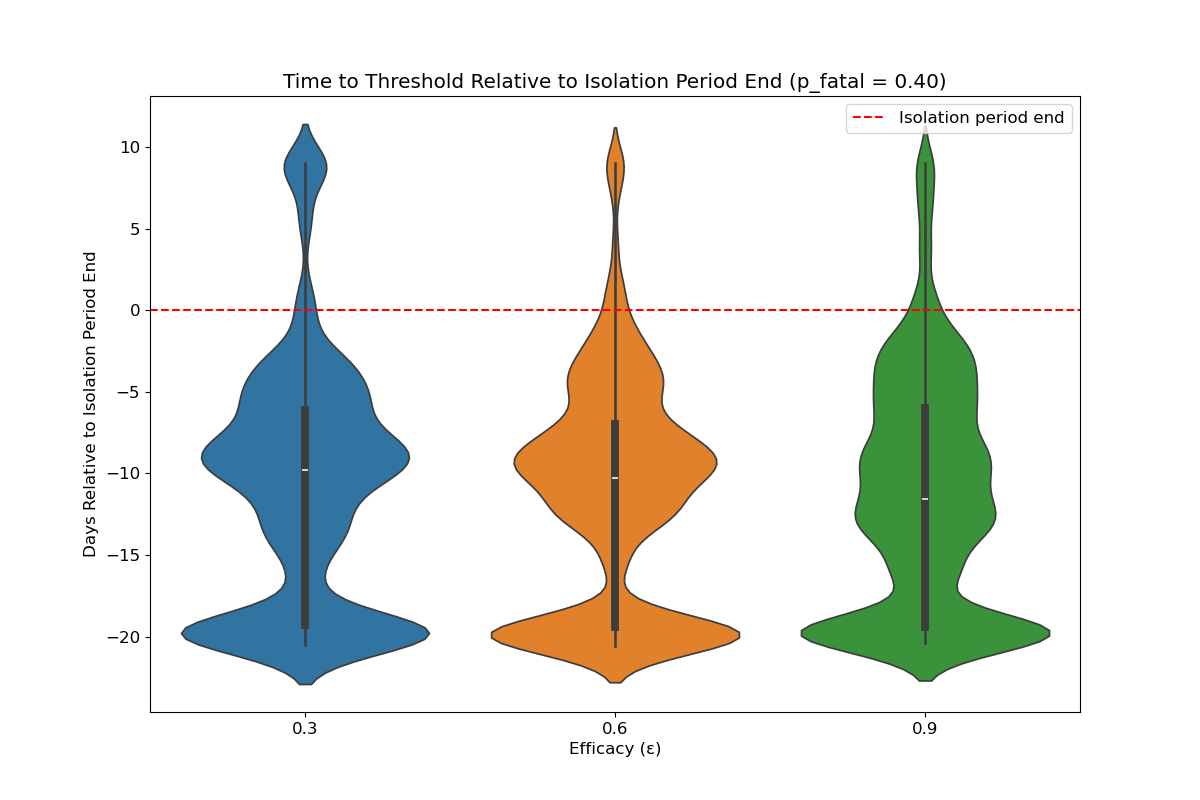 Time to Threshold Relative to Isolation Period End (p_fatal = 0.40)
Isolation period end
Days Relative to Isolation Period End
10
5
0
−5
−10
−15
−20
0.3
0.6
0.9
Efficacy (ε)